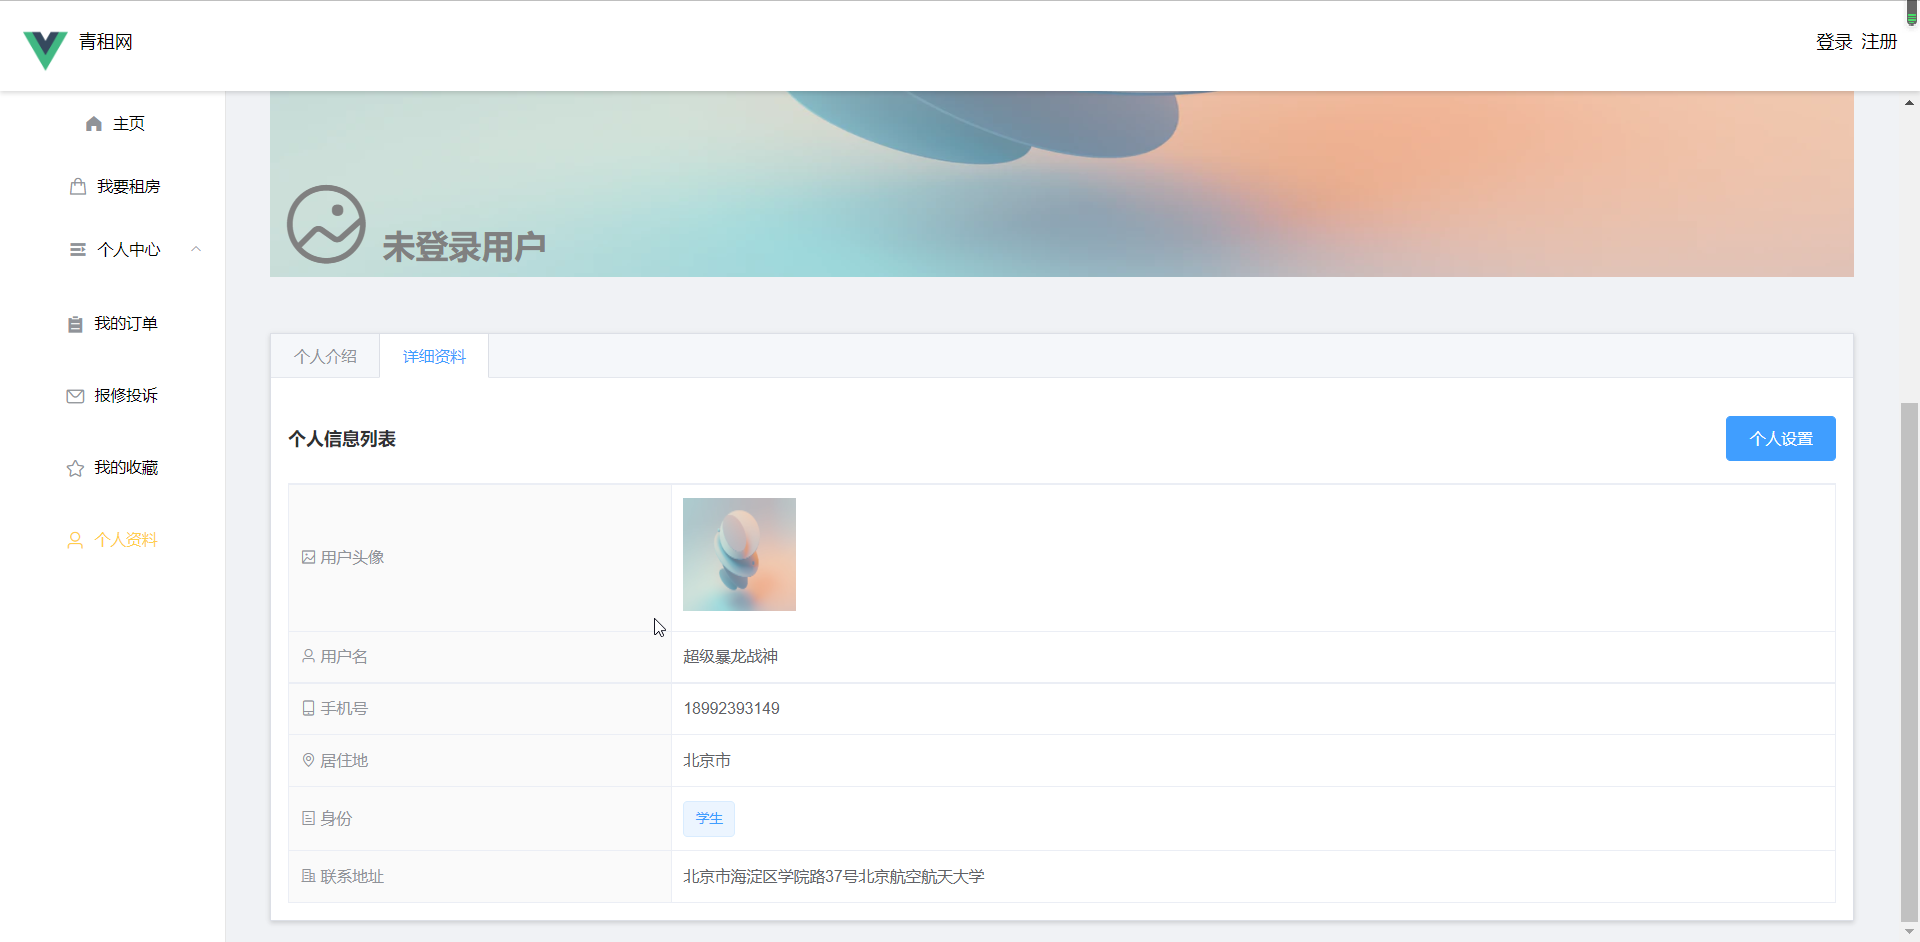 青租网
登录 注册
主页
我要租房
个人中心
我的订单
报修投诉
我的收藏
个人资料
未登录用户
个人介绍 详细资料
个人信息列表
个人设置
用户头像
用户名 超级暴龙战神
手机号 18992393149
居住地 北京市
身份 学生
联系地址 北京市海淀区学院路37号北京航空航天大学